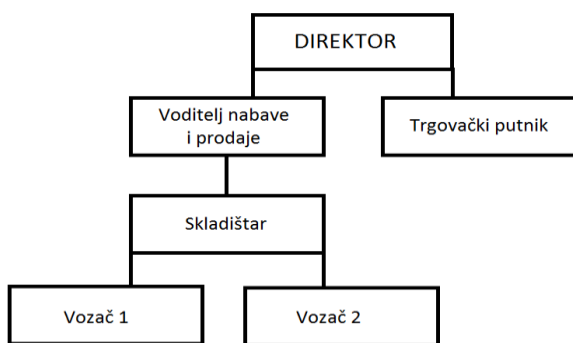 DIREKTOR
Voditelj nabave
i prodaje
Trgovački putnik
Skladištar
Vozač 1
Vozač 2